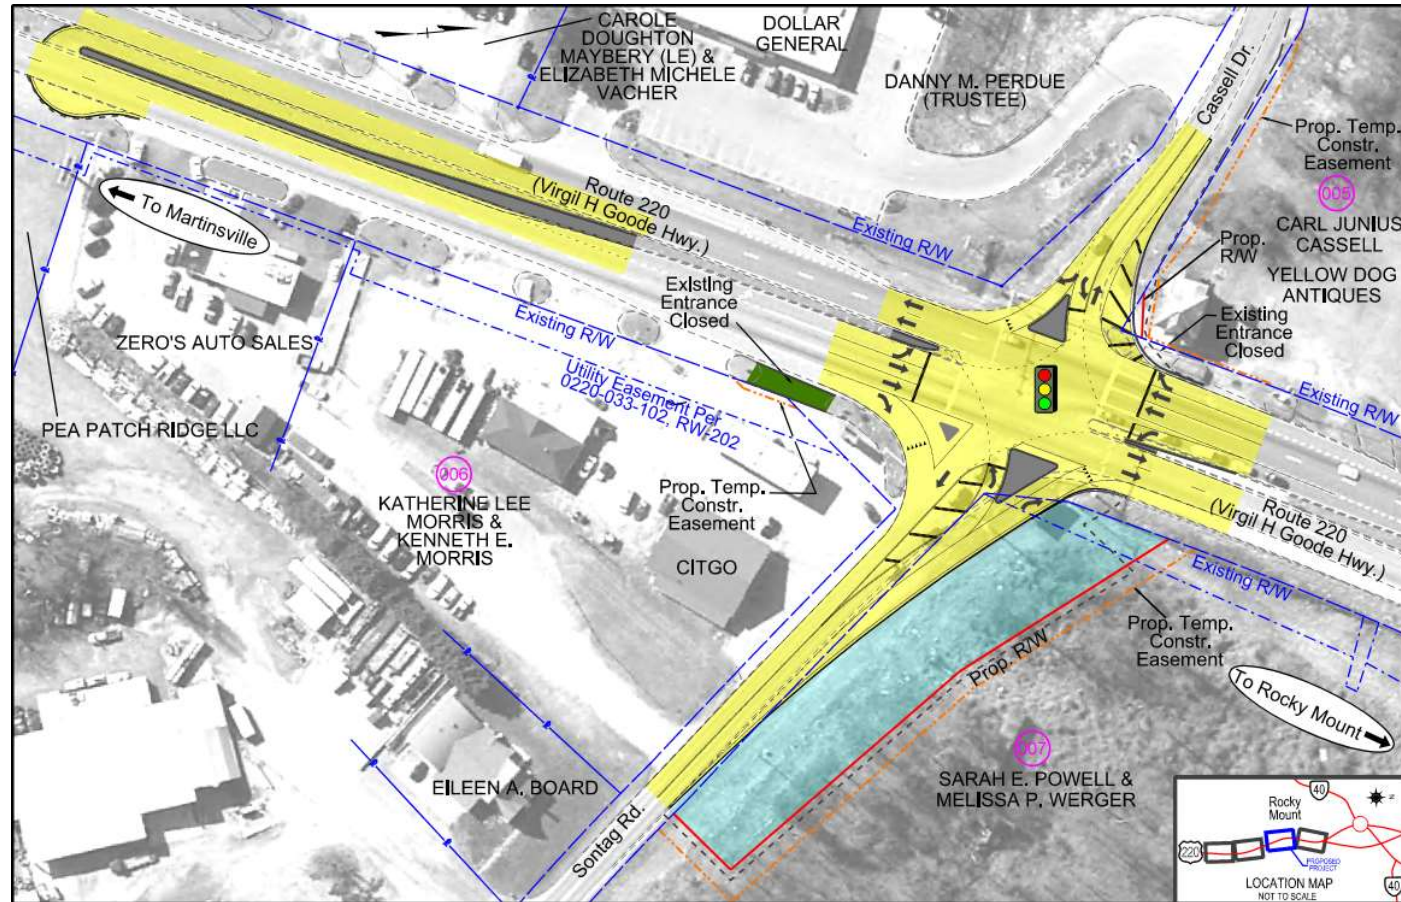 CAROLE
DOUGHTON
MAYBERY (LE) &
ELIZABETH MICHELE
VACHER
DOLLAR
GENERAL
DANNY M. PERDUE
(TRUSTEE)
Cassell Dr.
Prop. Temp.
Constr.
Easement
005
CARL JUNIUS
CASSELL
YELLOW DOG
ANTIQUES
Prop.
R/W
Existing
Entrance
Closed
To Martinsville
Route 220
(Virgil H Goode Hwy.)
Existing R/W
Existing
Entrance
Closed
Existing R/W
Existing R/W
ZERO'S AUTO SALES
Utility Easement Per
0220-033-102, RW-202
PEA PATCH RIDGE LLC
006
KATHERINE LEE
MORRIS &
KENNETH E.
MORRIS
Prop. Temp.
Constr.
Easement
CITGO
Route 220
(Virgil H Goode Hwy.)
Existing R/W
Prop. Temp.
Constr.
Easement
Prop. R/W
To Rocky Mount
007
SARAH E. POWELL &
MELISSA P. WERGER
EILEEN A. BOARD
Sontag Rd.
40
Rocky
Mount
N
220
PROPOSED
PROJECT
LOCATION MAP
NOT TO SCALE
40